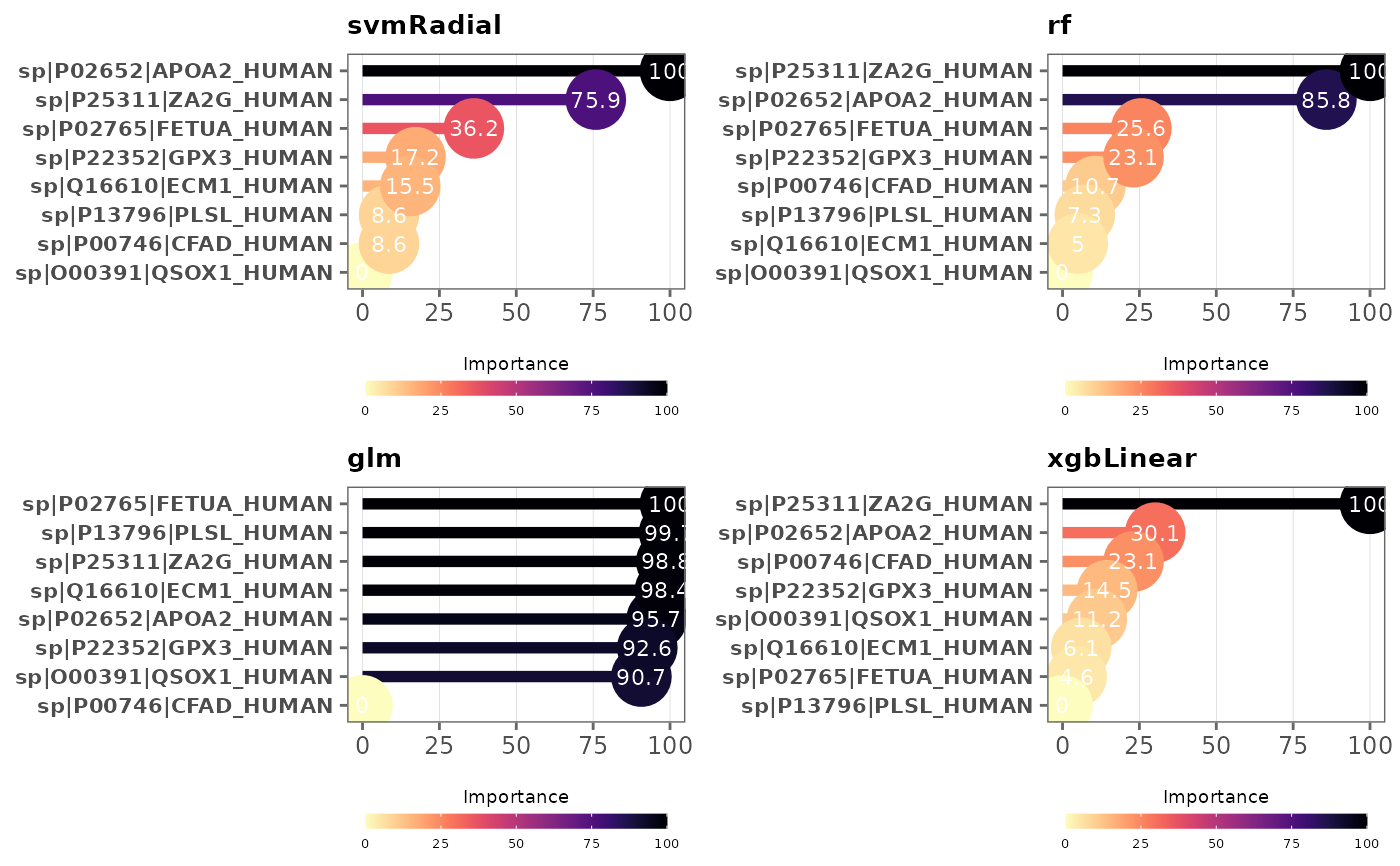 svmRadial
sp|P02652|APOA2_HUMAN 100
sp|P25311|ZA2G_HUMAN 75.9
sp|P02765|FETUA_HUMAN 36.2
sp|P22352|GPX3_HUMAN 17.2
sp|Q16610|ECM1_HUMAN 15.5
sp|P13796|PLSL_HUMAN 8.6
sp|P00746|CFAD_HUMAN 8.6
sp|O00391|QSOX1_HUMAN 0
0 25 50 75 100
Importance
0 25 50 75 100
rf
sp|P25311|ZA2G_HUMAN 100
sp|P02652|APOA2_HUMAN 85.8
sp|P02765|FETUA_HUMAN 25.6
sp|P22352|GPX3_HUMAN 23.1
sp|P00746|CFAD_HUMAN 10.7
sp|P13796|PLSL_HUMAN 7.3
sp|Q16610|ECM1_HUMAN 5
sp|O00391|QSOX1_HUMAN 0
0 25 50 75 100
Importance
0 25 50 75 100
glm
sp|P02765|FETUA_HUMAN 100
sp|P13796|PLSL_HUMAN 99.7
sp|P25311|ZA2G_HUMAN 98.8
sp|Q16610|ECM1_HUMAN 98.4
sp|P02652|APOA2_HUMAN 95.7
sp|P22352|GPX3_HUMAN 92.6
sp|O00391|QSOX1_HUMAN 90.7
sp|P00746|CFAD_HUMAN 0
0 25 50 75 100
Importance
0 25 50 75 100
xgbLinear
sp|P25311|ZA2G_HUMAN 100
sp|P02652|APOA2_HUMAN 30.1
sp|P00746|CFAD_HUMAN 23.1
sp|P22352|GPX3_HUMAN 14.5
sp|O00391|QSOX1_HUMAN 11.2
sp|Q16610|ECM1_HUMAN 6.1
sp|P02765|FETUA_HUMAN 4.6
sp|P13796|PLSL_HUMAN 0
0 25 50 75 100
Importance
0 25 50 75 100